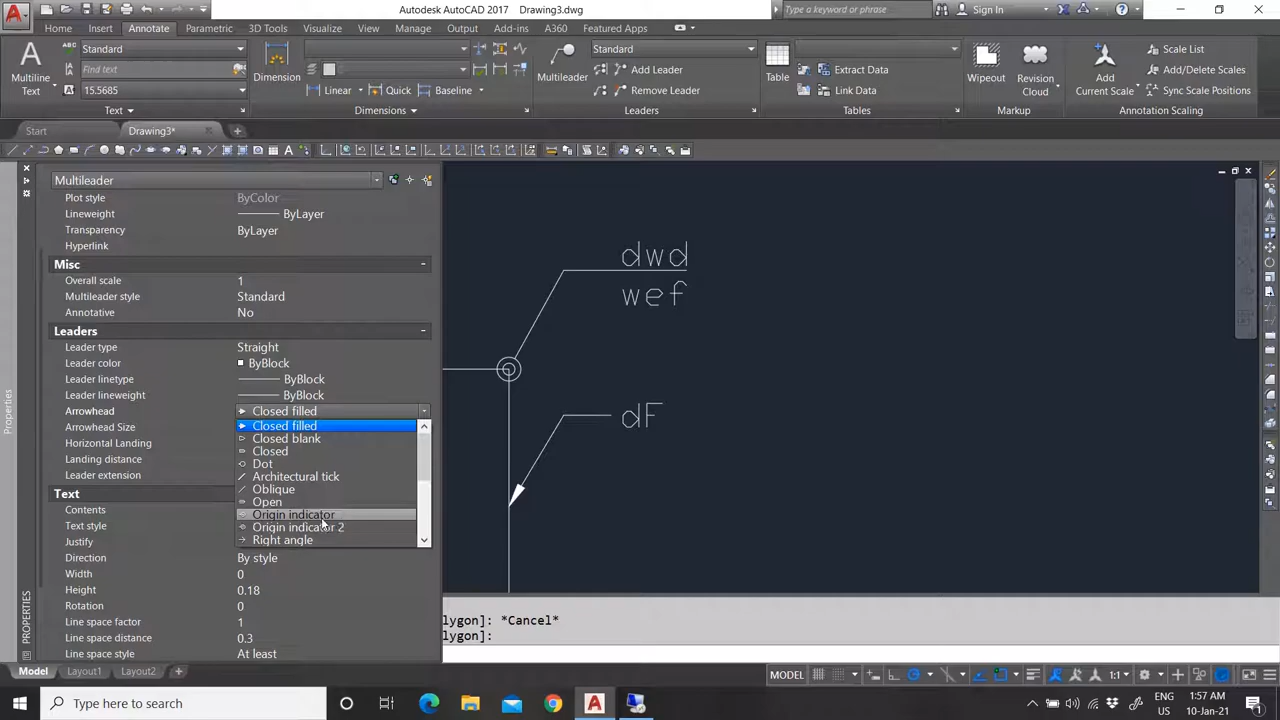 Autodesk AutoCAD 2017 Drawing3.dwg
Type a keyword or phrase
Sign In
Home Insert Annotate Parametric 3D Tools Visualize View Manage Output Add-ins A360 Featured Apps
Standard
Standard
Scale List
Find text
Add Leader
Extract Data
Add/Delete Scales
Multiline Text
15.5685
Dimension
Linear
Quick
Baseline
Multileader
Remove Leader
Table
Link Data
Wipeout
Revision Cloud
Add Current Scale
Sync Scale Positions
Text
Dimensions
Leaders
Tables
Markup
Annotation Scaling
Start
Drawing3*
Multileader
Plot style ByColor
Lineweight ByLayer
Transparency ByLayer
Hyperlink
Misc
Overall scale 1
Multileader style Standard
Annotative No
Leaders
Leader type Straight
Leader color ByBlock
Leader linetype ByBlock
Leader lineweight ByBlock
Arrowhead Closed filled
Arrowhead Size
Horizontal Landing
Landing distance
Leader extension
Closed filled
Closed blank
Closed
Dot
Architectural tick
Oblique
Open
Origin indicator
Origin indicator 2
Right angle
Text
Contents
Text style
Justify
Direction By style
Width 0
Height 0.18
Rotation 0
Line space factor 1
Line space distance 0.3
Line space style At least
Properties
PROPERTIES
dwd
wef
dF
lygon]: *Cancel*
lygon]:
Model Layout1 Layout2
MODEL
1:1
Type here to search
ENG
US
1:57 AM
10-Jan-21